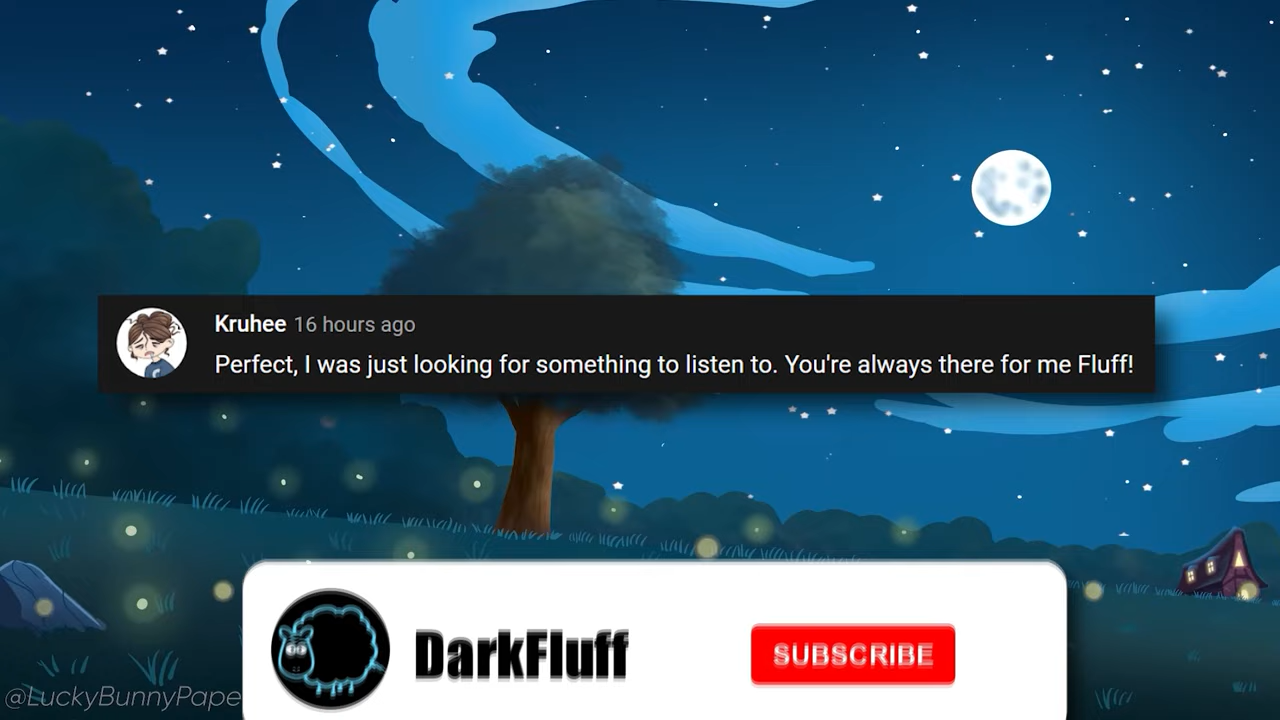 Kruhee 16 hours ago
Perfect, I was just looking for something to listen to. You're always there for me Fluff!
DarkFluff
SUBSCRIBE
@LuckyBunnyPape